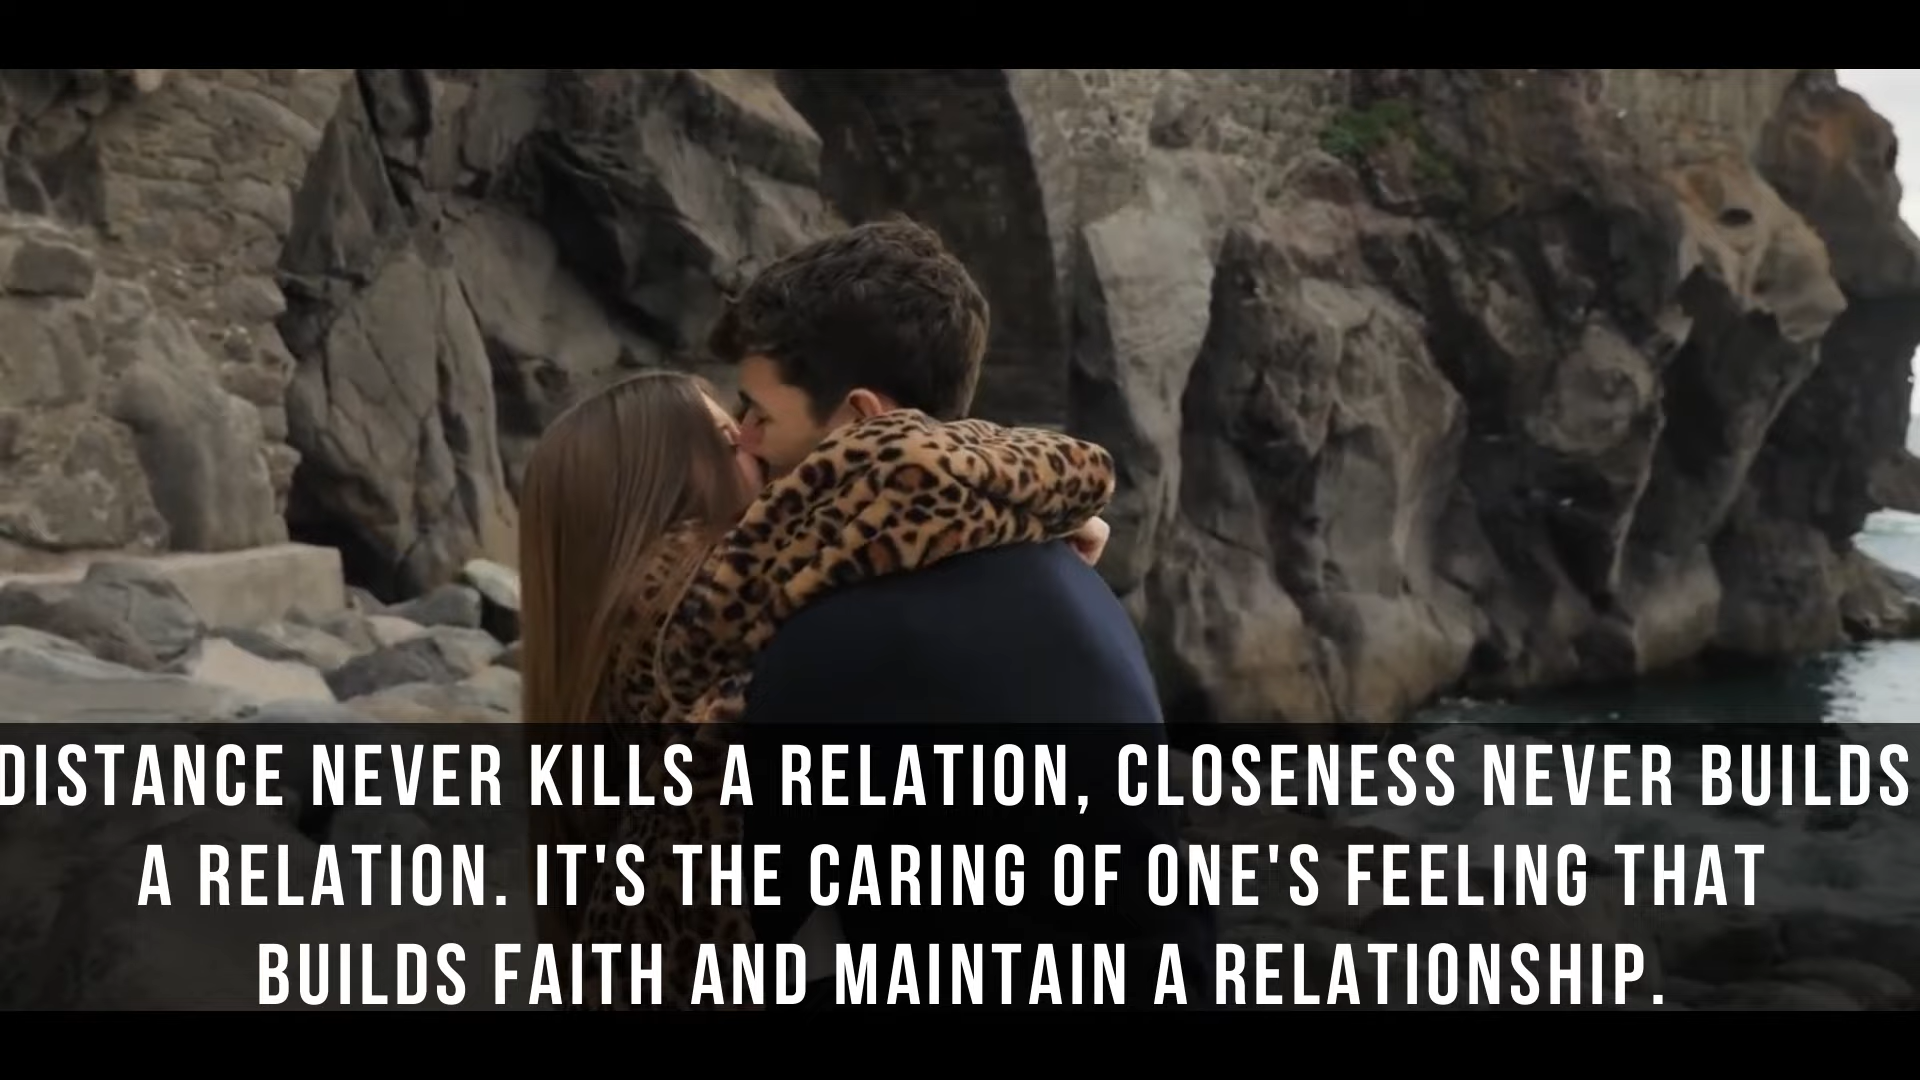 DISTANCE NEVER KILLS A RELATION, CLOSENESS NEVER BUILDS
A RELATION. IT'S THE CARING OF ONE'S FEELING THAT
BUILDS FAITH AND MAINTAIN A RELATIONSHIP.